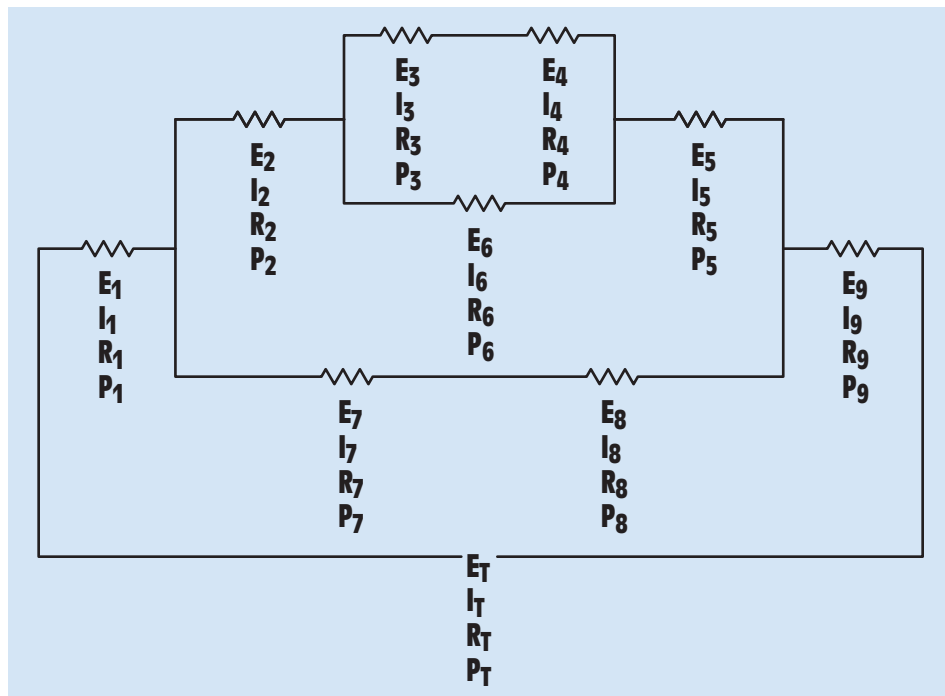 E3
I3
R3
P3
E4
I4
R4
P4
E2
I2
R2
P2
E5
I5
R5
P5
E6
I6
R6
P6
E1
I1
R1
P1
E9
I9
R9
P9
E7
I7
R7
P7
E8
I8
R8
P8
ET
IT
RT
PT